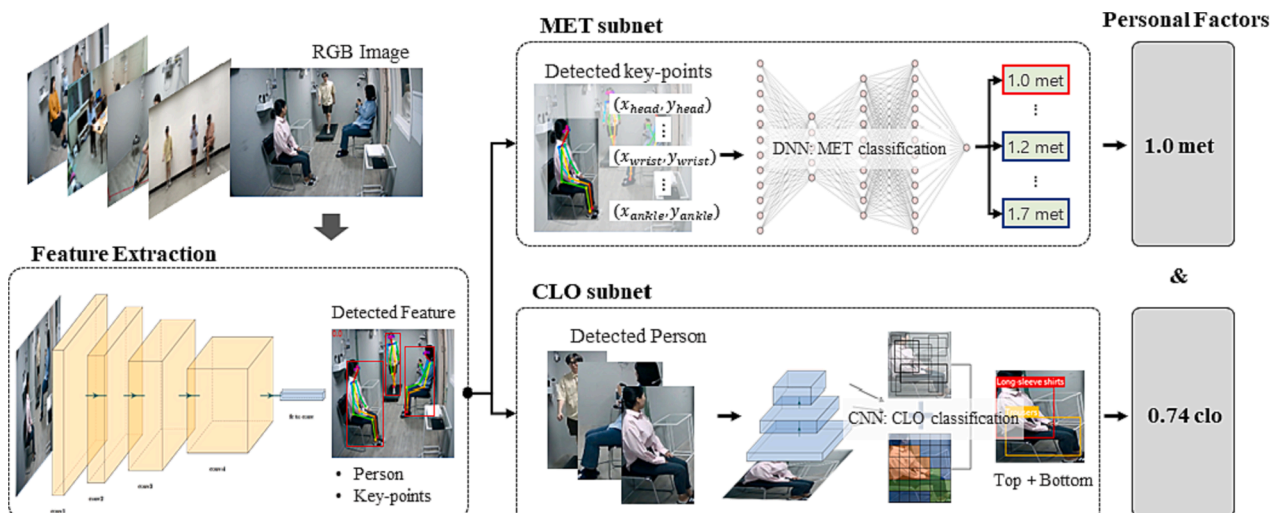 RGB Image
Feature Extraction
Detected Feature
• Person
• Key-points
MET subnet
Detected key-points
(x_head, y_head)
⋮
(x_wrist, y_wrist)
⋮
(x_ankle, y_ankle)
DNN: MET classification
1.0 met
⋮
1.2 met
⋮
1.7 met
CLO subnet
Detected Person
CNN: CLO classification
Long-sleeve shirts
Top + Bottom
Personal Factors
1.0 met
&
0.74 clo